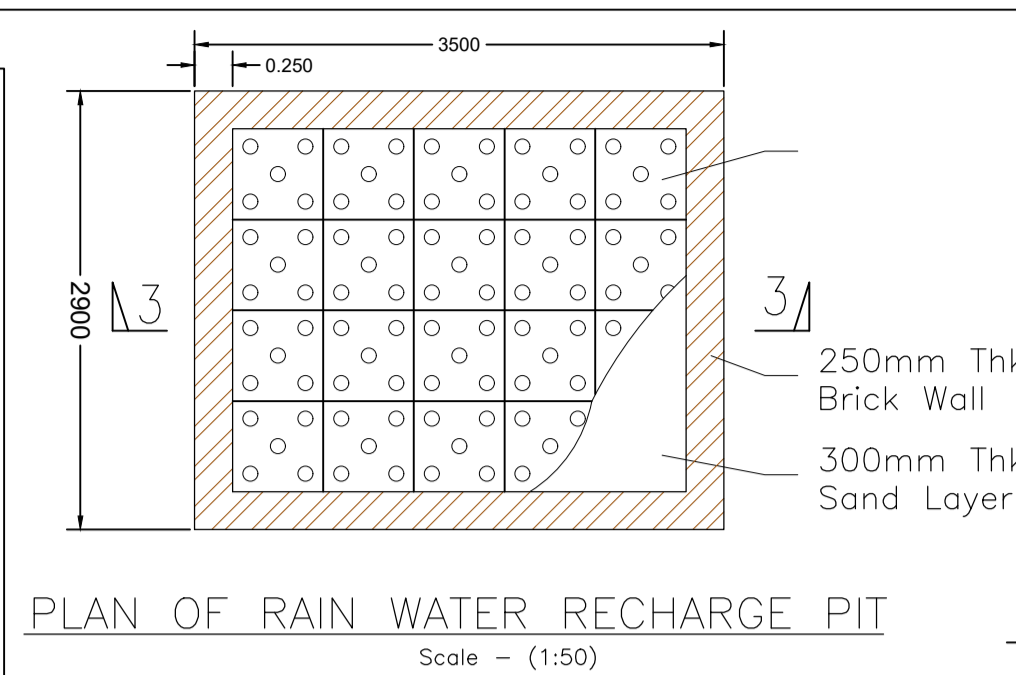 3500
0.250
2900
3
3
250mm Thk
Brick Wall
300mm Thk
Sand Layer
PLAN OF RAIN WATER RECHARGE PIT
Scale - (1:50)